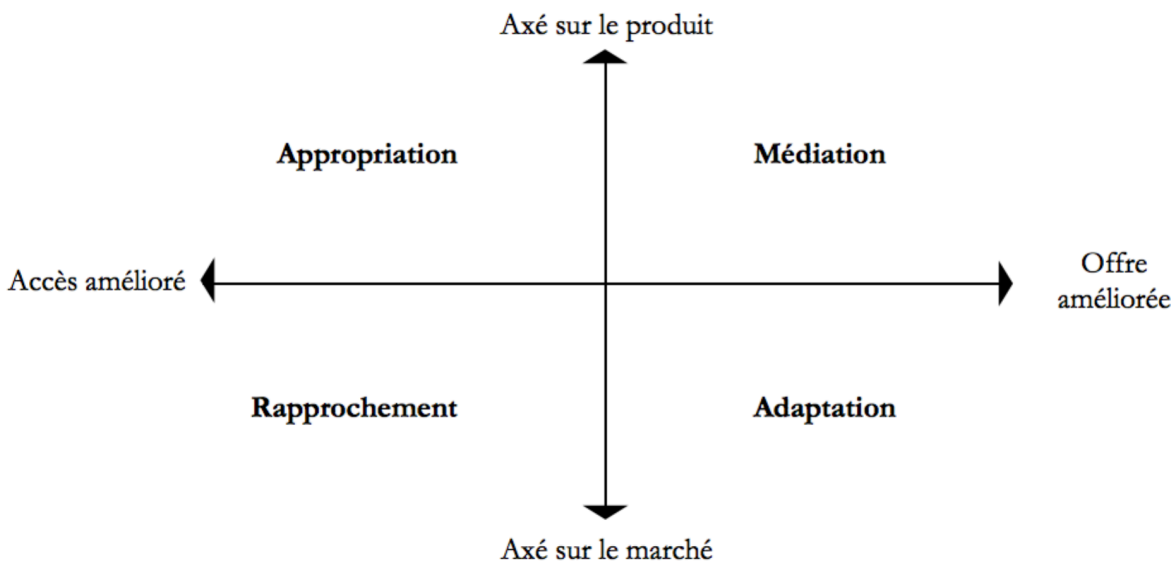 Axé sur le produit
Appropriation
Médiation
Accès amélioré
Offre
améliorée
Rapprochement
Adaptation
Axé sur le marché